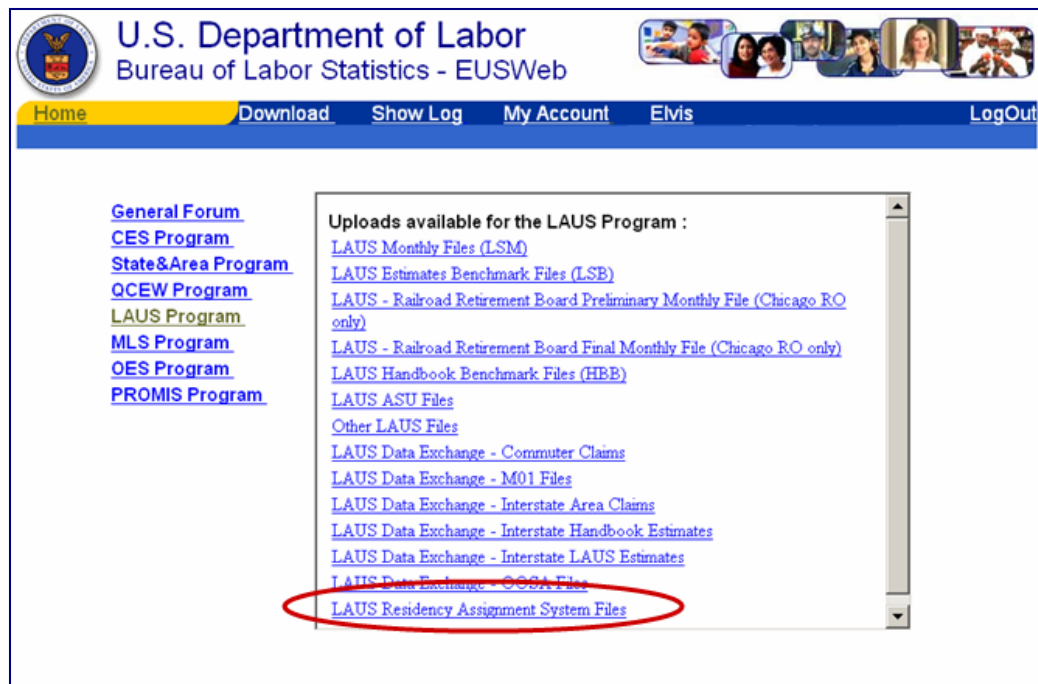 U.S. Department of Labor
Bureau of Labor Statistics - EUSWeb
Home Download Show Log My Account Elvis LogOut
General Forum
CES Program
State&Area Program
QCEW Program
LAUS Program
MLS Program
OES Program
PROMIS Program
Uploads available for the LAUS Program :
LAUS Monthly Files (LSM)
LAUS Estimates Benchmark Files (LSB)
LAUS - Railroad Retirement Board Preliminary Monthly File (Chicago RO
only)
LAUS - Railroad Retirement Board Final Monthly File (Chicago RO only)
LAUS Handbook Benchmark Files (HBB)
LAUS ASU Files
Other LAUS Files
LAUS Data Exchange - Commuter Claims
LAUS Data Exchange - M01 Files
LAUS Data Exchange - Interstate Area Claims
LAUS Data Exchange - Interstate Handbook Estimates
LAUS Data Exchange - Interstate LAUS Estimates
LAUS Data Exchange - Files
LAUS Residency Assignment System Files